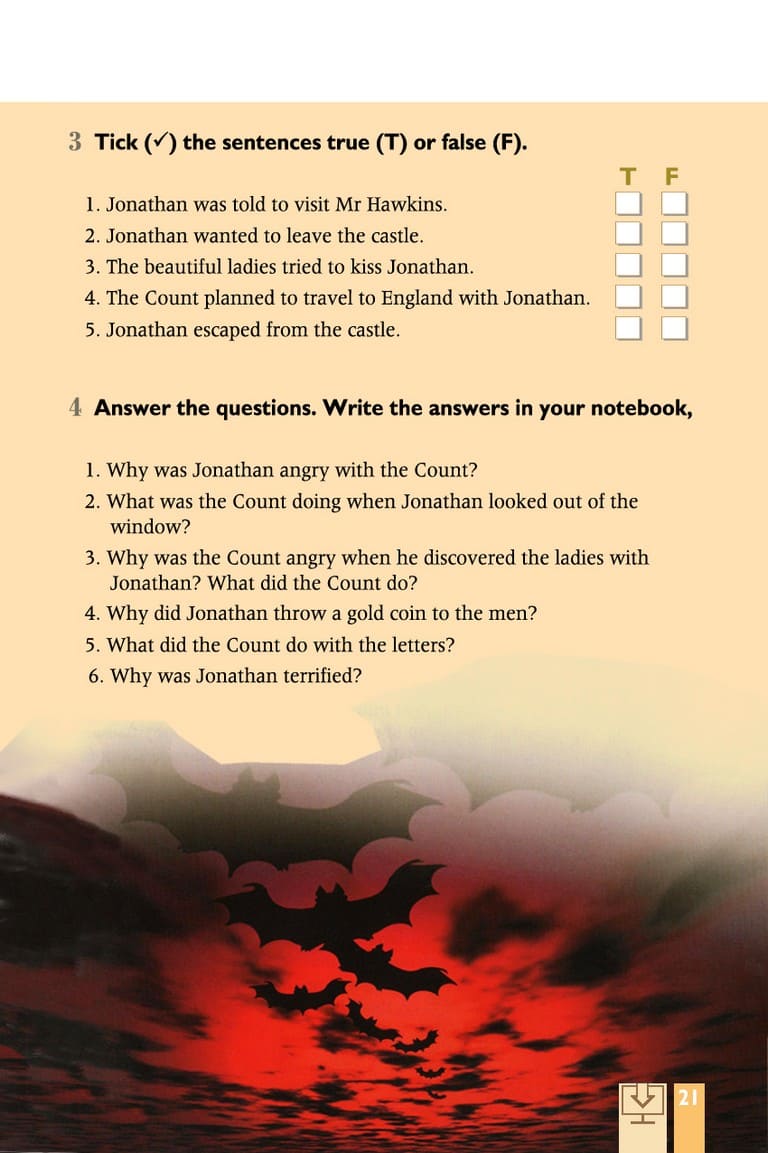 3 Tick (✓) the sentences true (T) or false (F).
T F
1. Jonathan was told to visit Mr Hawkins.
2. Jonathan wanted to leave the castle.
3. The beautiful ladies tried to kiss Jonathan.
4. The Count planned to travel to England with Jonathan.
5. Jonathan escaped from the castle.
4 Answer the questions. Write the answers in your notebook,
1. Why was Jonathan angry with the Count?
2. What was the Count doing when Jonathan looked out of the
window?
3. Why was the Count angry when he discovered the ladies with
Jonathan? What did the Count do?
4. Why did Jonathan throw a gold coin to the men?
5. What did the Count do with the letters?
6. Why was Jonathan terrified?
21